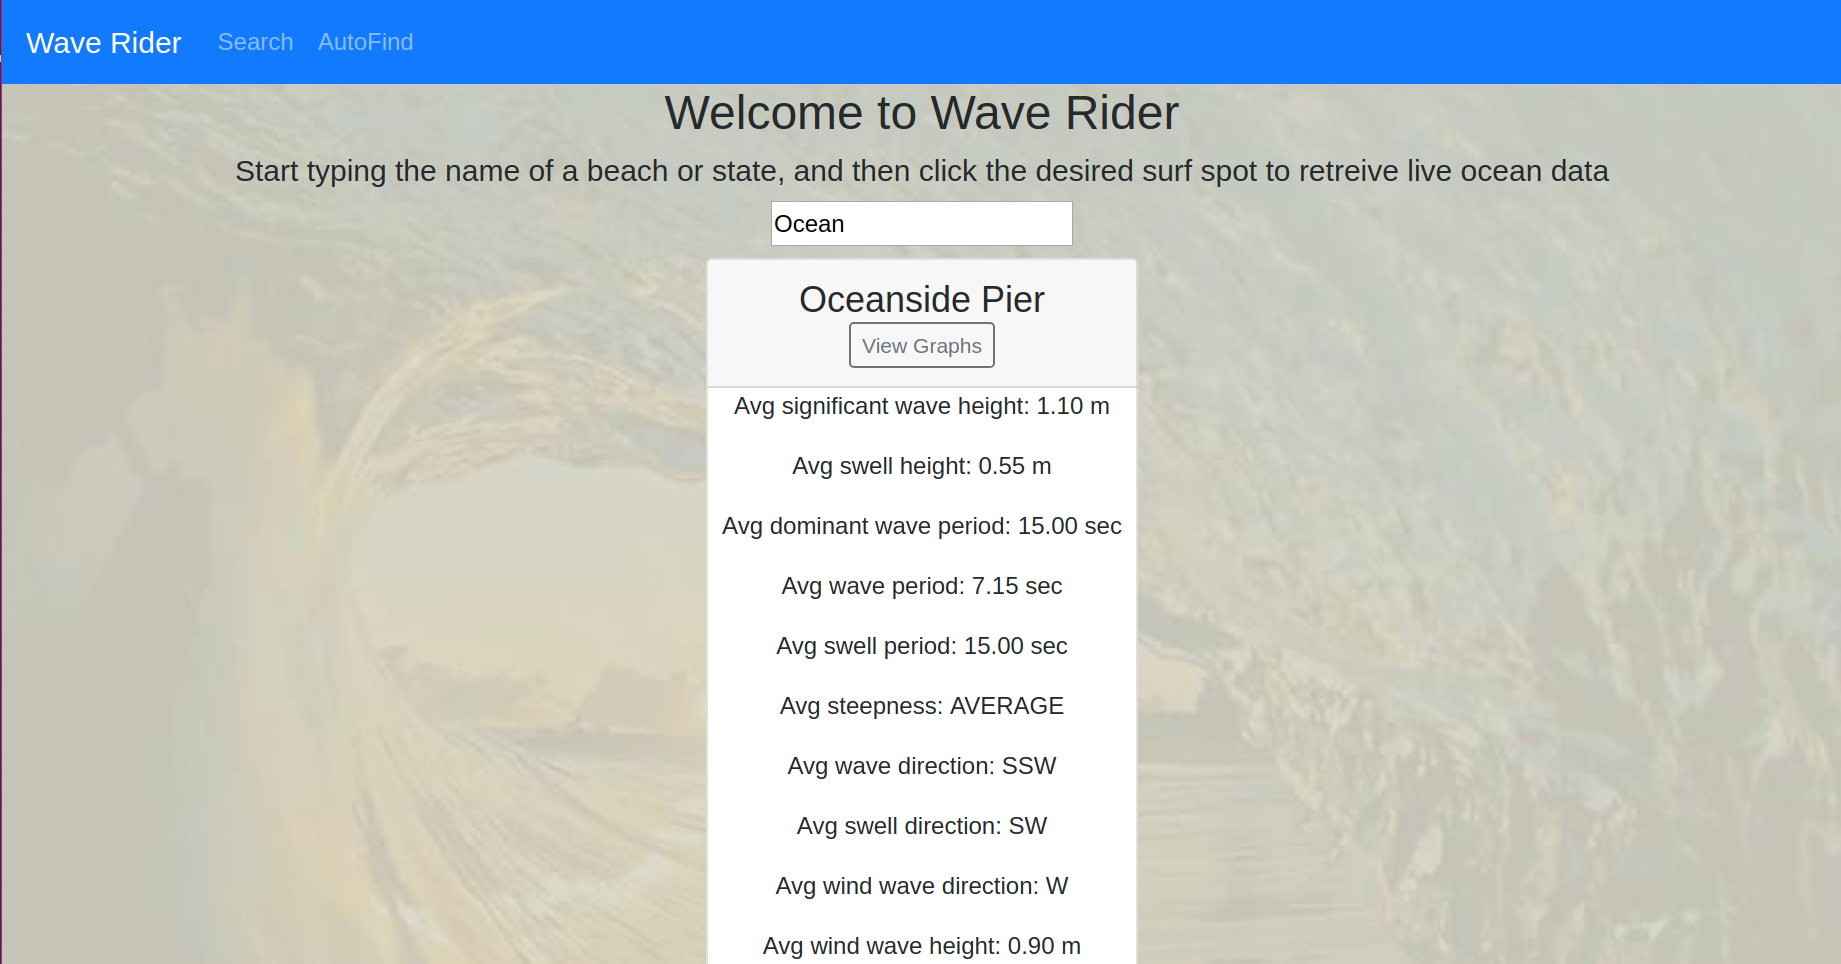 Wave Rider Search AutoFind
Welcome to Wave Rider
Start typing the name of a beach or state, and then click the desired surf spot to retreive live ocean data
Ocean
Oceanside Pier
View Graphs
Avg significant wave height: 1.10 m
Avg swell height: 0.55 m
Avg dominant wave period: 15.00 sec
Avg wave period: 7.15 sec
Avg swell period: 15.00 sec
Avg steepness: AVERAGE
Avg wave direction: SSW
Avg swell direction: SW
Avg wind wave direction: W
Avg wind wave height: 0.90 m